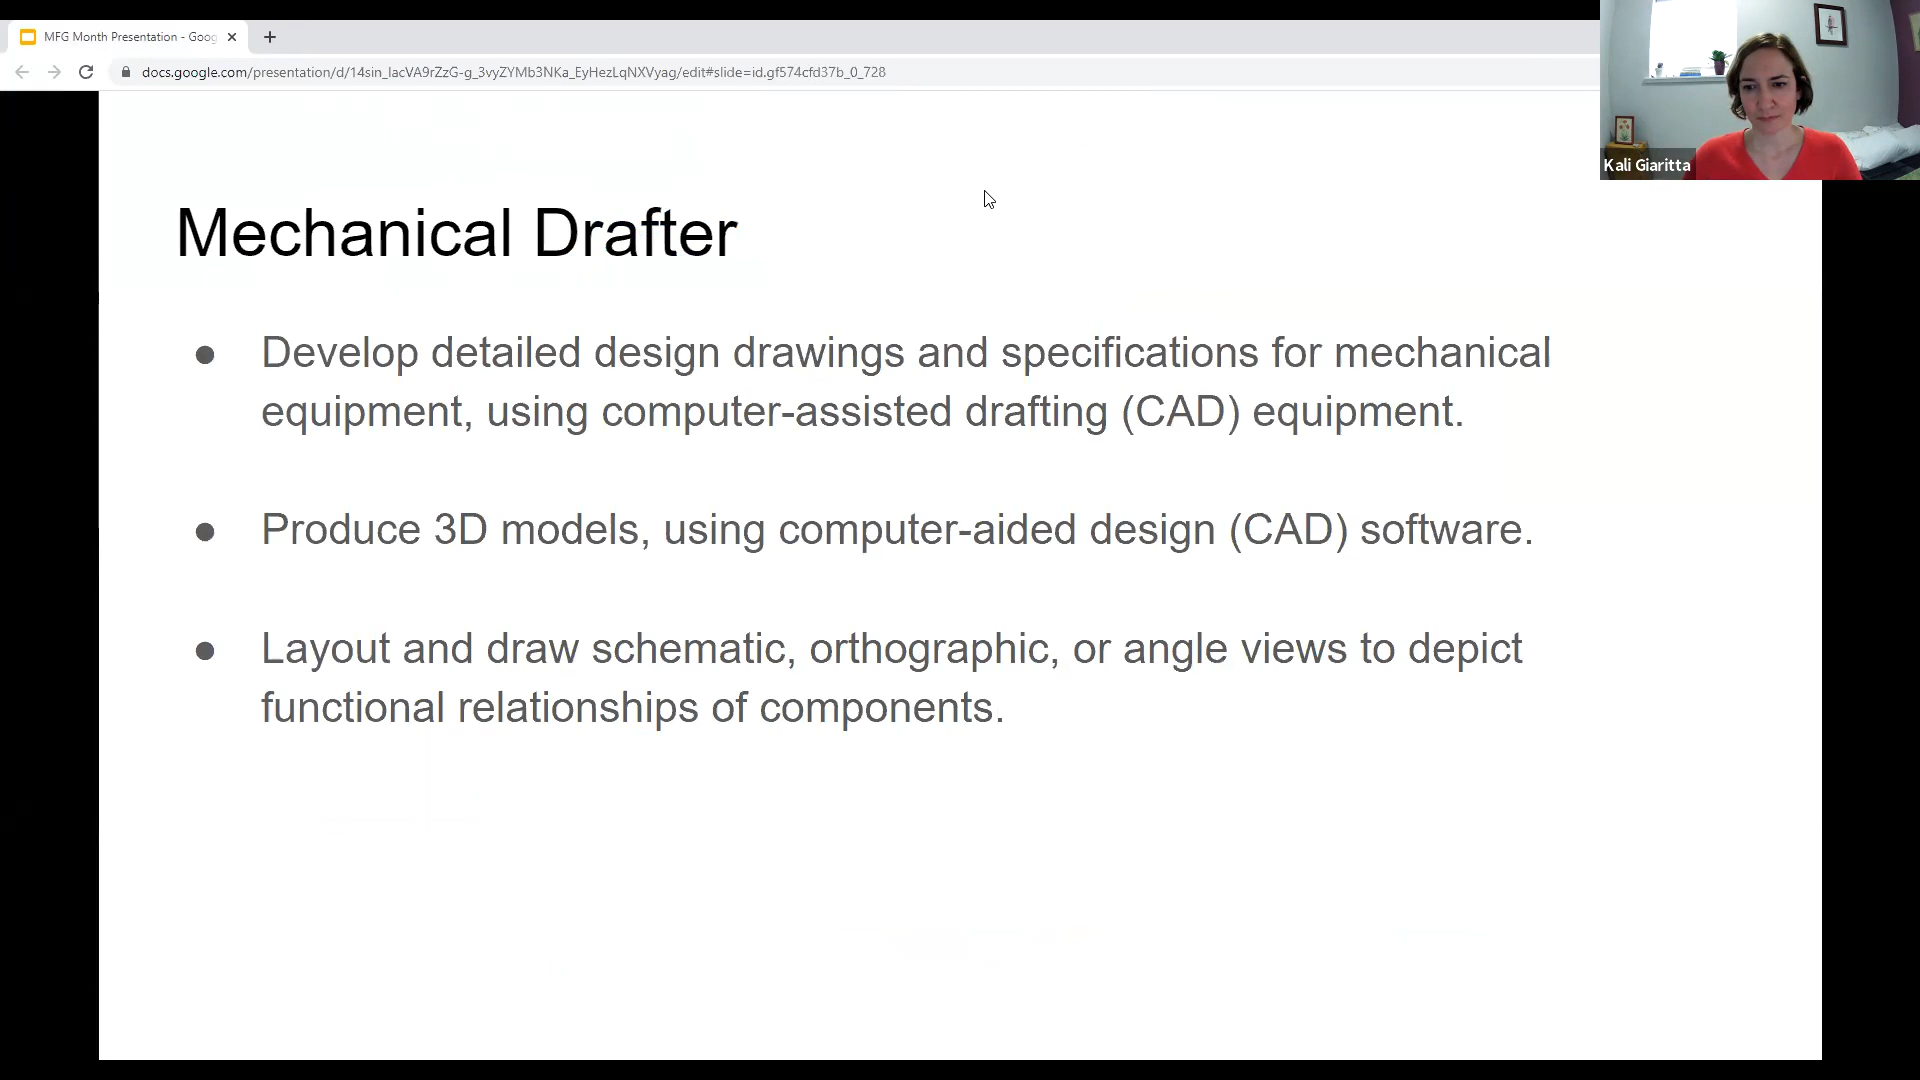 MFG Month Presentation - Goog
docs.google.com/presentation/d/14sin_lacVA9rZzG-g_3vyZYMb3NKa_EyHezLqNXVyag/edit#slide=id.gf574cfd37b_0_728
Kali Giaritta
Mechanical Drafter
● Develop detailed design drawings and specifications for mechanical
equipment, using computer-assisted drafting (CAD) equipment.
● Produce 3D models, using computer-aided design (CAD) software.
● Layout and draw schematic, orthographic, or angle views to depict
functional relationships of components.